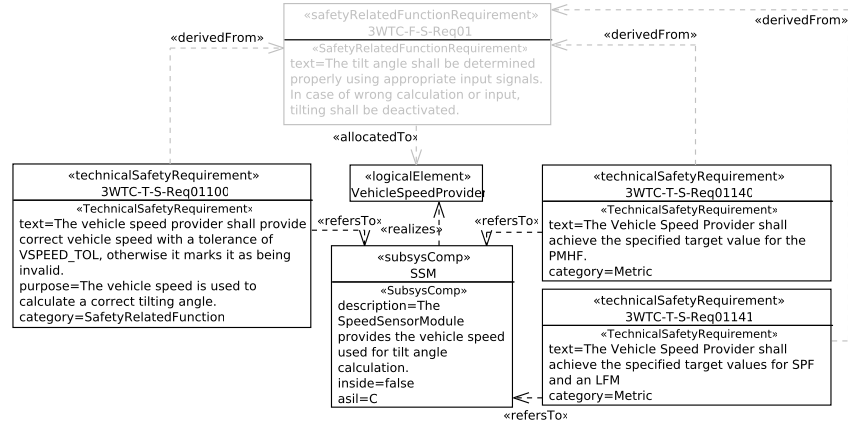 «safetyRelatedFunctionRequirement»
3WTC-F-S-Req01
«SafetyRelatedFunctionRequirement»
text=The tilt angle shall be determined
properly using appropriate input signals.
In case of wrong calculation or input,
tilting shall be deactivated.
«derivedFrom»
«derivedFrom»
«derivedFrom»
«allocatedTo»
«technicalSafetyRequirement»
3WTC-T-S-Req01100
«TechnicalSafetyRequirement»
text=The vehicle speed provider shall provide
correct vehicle speed with a tolerance of
VSPEED_TOL, otherwise it marks it as being
invalid.
purpose=The vehicle speed is used to
calculate a correct tilting angle.
category=SafetyRelatedFunction
«logicalElement»
VehicleSpeedProvider
«refersTo»
«realizes»
«refersTo»
«subsysComp»
SSM
«SubsysComp»
description=The
SpeedSensorModule
provides the vehicle speed
used for tilt angle
calculation.
inside=false
asil=C
«technicalSafetyRequirement»
3WTC-T-S-Req01140
«TechnicalSafetyRequirement»
text=The Vehicle Speed Provider shall
achieve the specified target value for the
PMHF.
category=Metric
«technicalSafetyRequirement»
3WTC-T-S-Req01141
«TechnicalSafetyRequirement»
text=The Vehicle Speed Provider shall
achieve the specified target values for SPF
and an LFM
category=Metric
«refersTo»